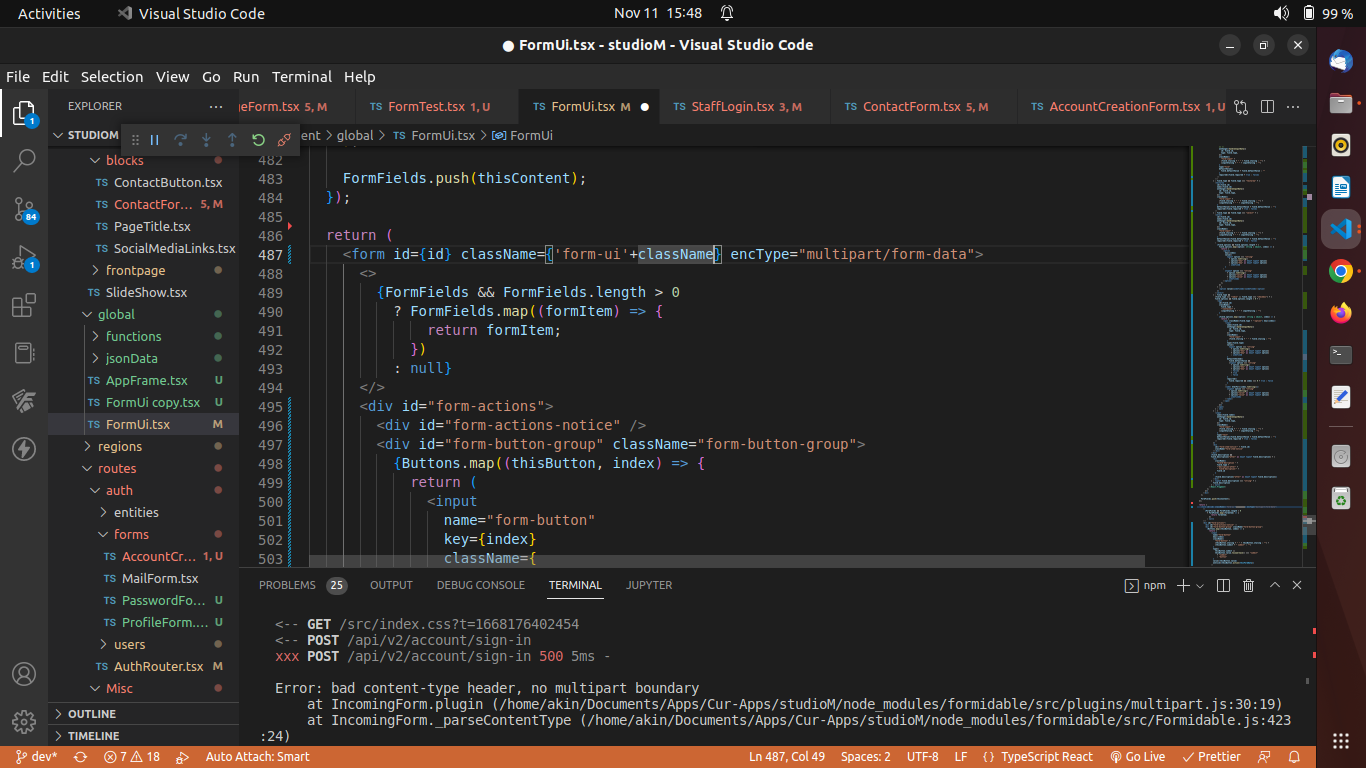 Activities Visual Studio Code Nov 11 15:48 99 %
FormUi.tsx - studioM - Visual Studio Code
File Edit Selection View Go Run Terminal Help
EXPLORER
geForm.tsx 5, M TS FormTest.tsx 1, U TS FormUi.tsx M TS StaffLogin.tsx 3, M TS ContactForm.tsx 5, M TS AccountCreationForm.tsx 1, U
STUDIOM
ent > global > TS FormUi.tsx > FormUi
blocks
TS ContactButton.tsx
TS ContactFor... 5, M
TS PageTitle.tsx
TS SocialMediaLinks.tsx
frontpage
TS SlideShow.tsx
global
functions
jsonData
TS AppFrame.tsx U
TS FormUi copy.tsx U
TS FormUi.tsx M
regions
routes
auth
entities
forms
TS AccountCr... 1, U
TS MailForm.tsx
TS PasswordFo... U
TS ProfileForm.... U
users
TS AuthRouter.tsx M
Misc
OUTLINE
TIMELINE
1
84
1
482
483 FormFields.push(thisContent);
484 });
485
486 return (
487 <form id={id} className={'form-ui'+className} encType="multipart/form-data">
488 <>
489 {FormFields && FormFields.length > 0
490 ? FormFields.map((formItem) => {
491 return formItem;
492 })
493 : null}
494 </>
495 <div id="form-actions">
496 <div id="form-actions-notice" />
497 <div id="form-button-group" className="form-button-group">
498 {Buttons.map((thisButton, index) => {
499 return (
500 <input
501 name="form-button"
502 key={index}
503 className={
PROBLEMS 25 OUTPUT DEBUG CONSOLE TERMINAL JUPYTER npm
<-- GET /src/index.css?t=1668176402454
<-- POST /api/v2/account/sign-in
xxx POST /api/v2/account/sign-in 500 5ms -
Error: bad content-type header, no multipart boundary
at IncomingForm.plugin (/home/akin/Documents/Apps/Cur-Apps/studioM/node_modules/formidable/src/plugins/multipart.js:30:19)
at IncomingForm._parseContentType (/home/akin/Documents/Apps/Cur-Apps/studioM/node_modules/formidable/src/Formidable.js:423
:24)
dev* 7 18 Auto Attach: Smart Ln 487, Col 49 Spaces: 2 UTF-8 LF {} TypeScript React Go Live Prettier